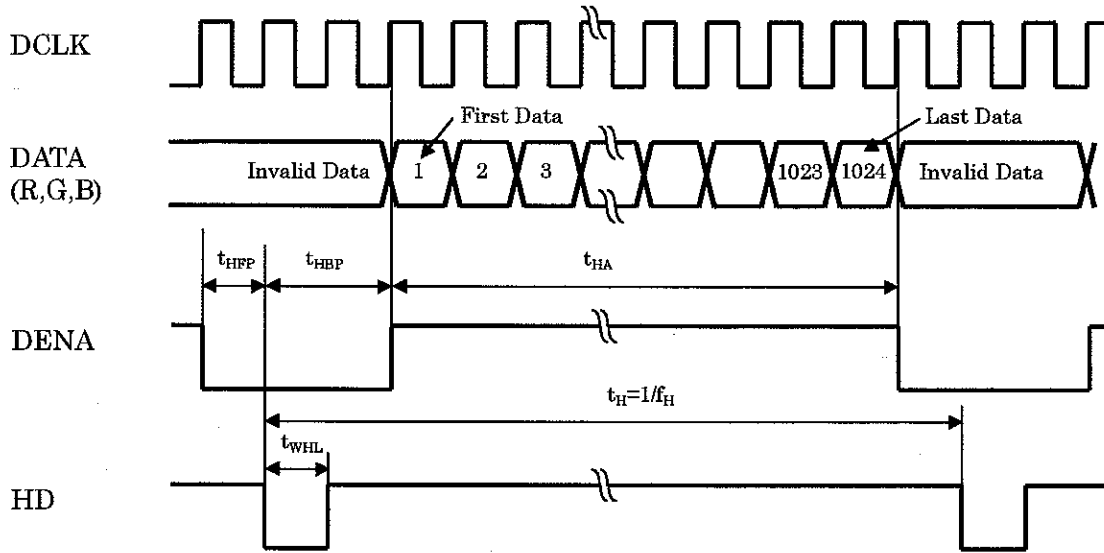 DCLK
First Data
Last Data
DATA
(R,G,B)
Invalid Data 1 2 3 1023 1024 Invalid Data
tHFP tHBP tHA
DENA
tH=1/fH
tWHL
HD